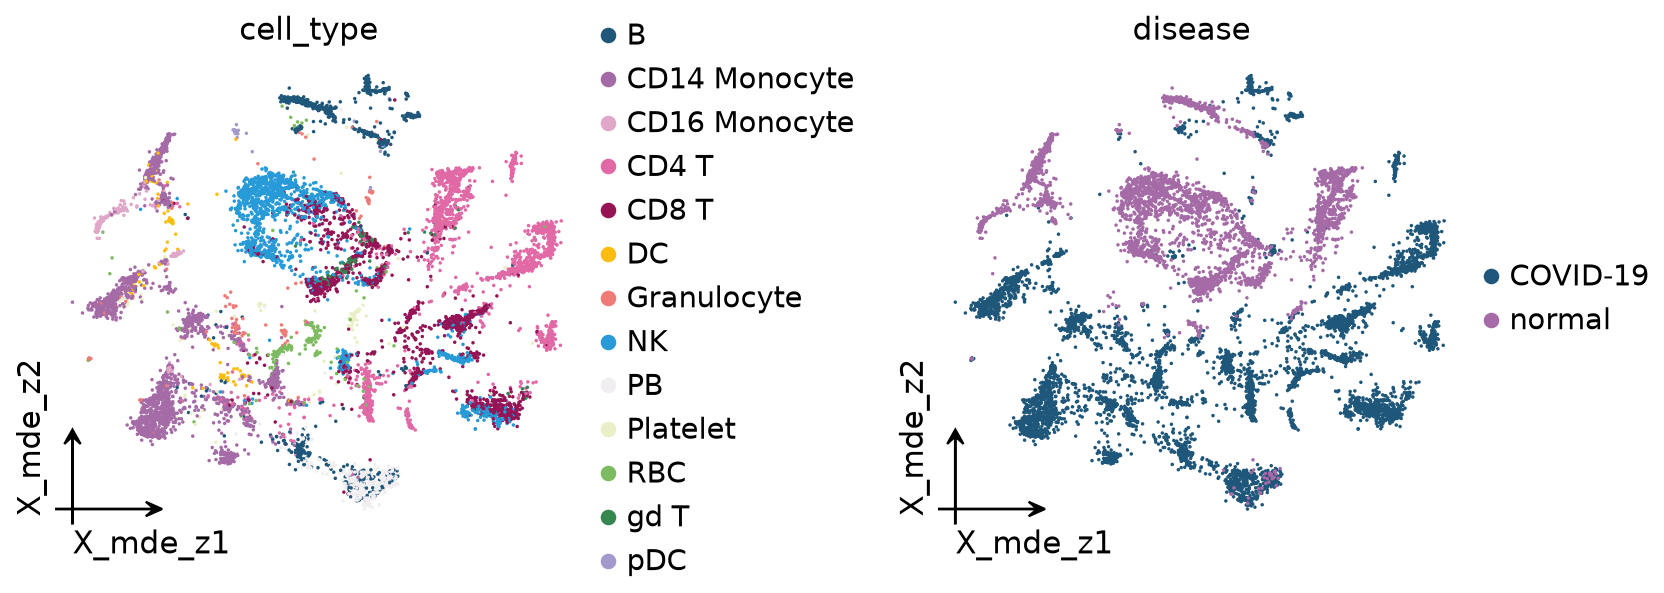 cell_type
B
CD14 Monocyte
CD16 Monocyte
CD4 T
CD8 T
DC
Granulocyte
NK
PB
Platelet
RBC
gd T
pDC
X_mde_z2
X_mde_z1
disease
COVID-19
normal
X_mde_z2
X_mde_z1